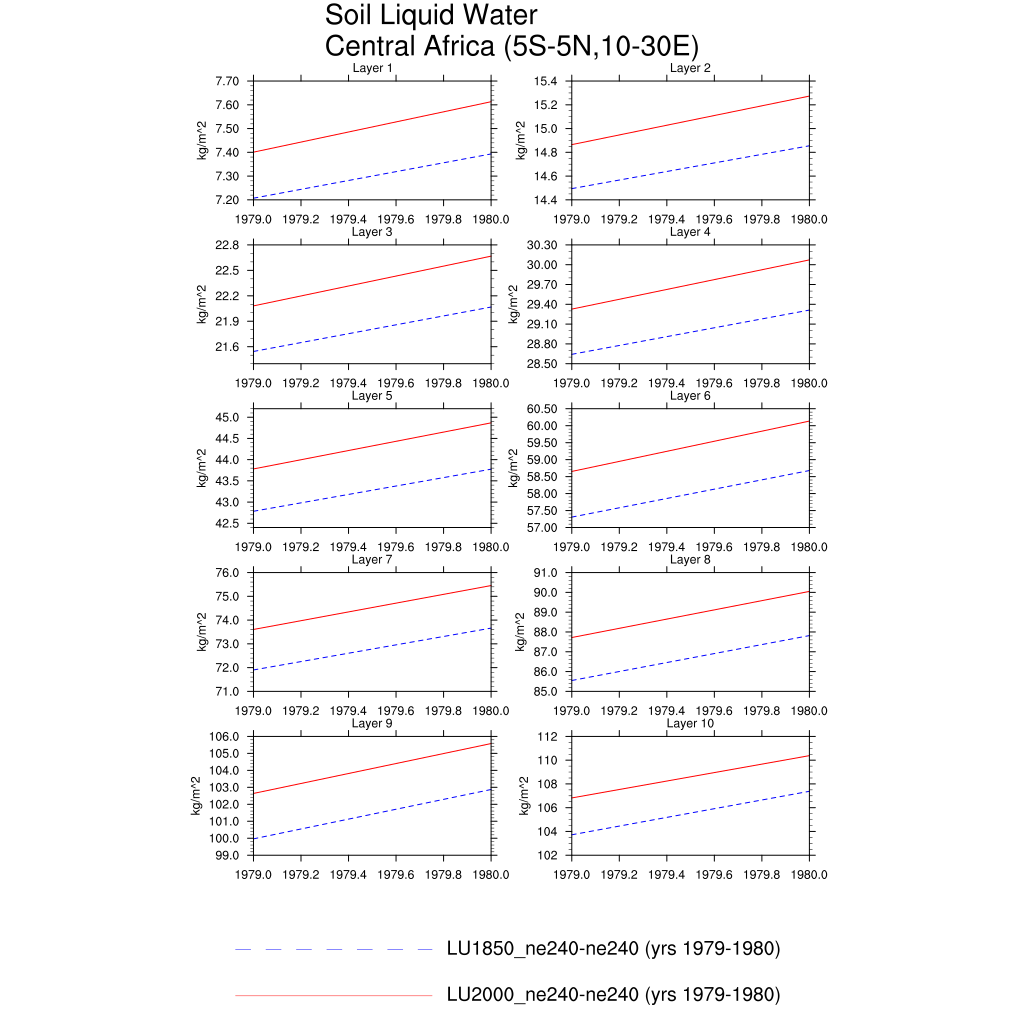 Soil Liquid Water
Central Africa (5S-5N,10-30E)
Layer 1
7.70
7.60
7.50
7.40
7.30
7.20
kg/m^2
1979.0 1979.2 1979.4 1979.6 1979.8 1980.0
Layer 2
15.4
15.2
15.0
14.8
14.6
14.4
kg/m^2
1979.0 1979.2 1979.4 1979.6 1979.8 1980.0
Layer 3
22.8
22.5
22.2
21.9
21.6
kg/m^2
1979.0 1979.2 1979.4 1979.6 1979.8 1980.0
Layer 4
30.30
30.00
29.70
29.40
29.10
28.80
28.50
kg/m^2
1979.0 1979.2 1979.4 1979.6 1979.8 1980.0
Layer 5
45.0
44.5
44.0
43.5
43.0
42.5
kg/m^2
1979.0 1979.2 1979.4 1979.6 1979.8 1980.0
Layer 6
60.50
60.00
59.50
59.00
58.50
58.00
57.50
57.00
kg/m^2
1979.0 1979.2 1979.4 1979.6 1979.8 1980.0
Layer 7
76.0
75.0
74.0
73.0
72.0
71.0
kg/m^2
1979.0 1979.2 1979.4 1979.6 1979.8 1980.0
Layer 8
91.0
90.0
89.0
88.0
87.0
86.0
85.0
kg/m^2
1979.0 1979.2 1979.4 1979.6 1979.8 1980.0
Layer 9
106.0
105.0
104.0
103.0
102.0
101.0
100.0
99.0
kg/m^2
1979.0 1979.2 1979.4 1979.6 1979.8 1980.0
Layer 10
112
110
108
106
104
102
kg/m^2
1979.0 1979.2 1979.4 1979.6 1979.8 1980.0
LU1850_ne240-ne240 (yrs 1979-1980)
LU2000_ne240-ne240 (yrs 1979-1980)